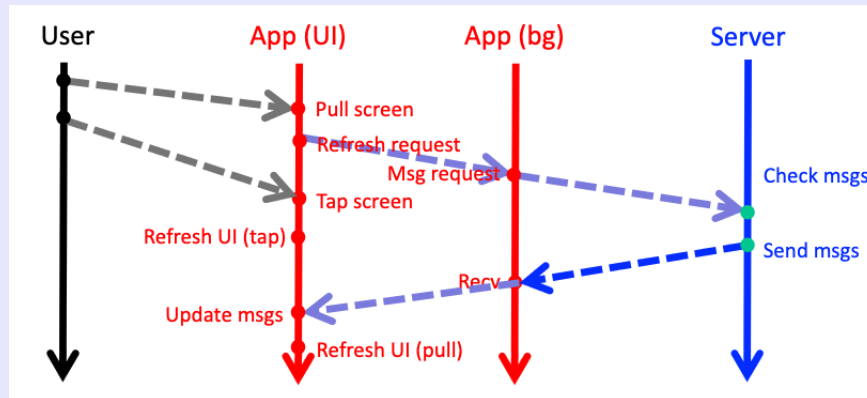 User
App (UI)
App (bg)
Server
Pull screen
Refresh request
Msg request
Check msgs
Tap screen
Refresh UI (tap)
Send msgs
Recv
Update msgs
Refresh UI (pull)